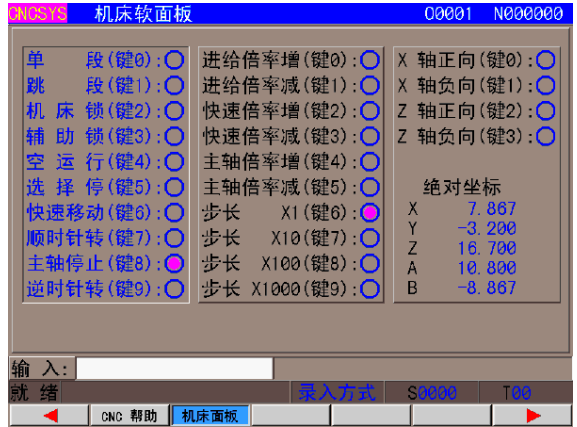 CNCSYS 机床软面板 O0001 N000000
单 段(键0):
跳 段(键1):
机 床 锁(键2):
辅 助 锁(键3):
空 运 行(键4):
选 择 停(键5):
快速移动(键6):
顺时针转(键7):
主轴停止(键8):
逆时针转(键9):
进给倍率增(键0):
进给倍率减(键1):
快速倍率增(键2):
快速倍率减(键3):
主轴倍率增(键4):
主轴倍率减(键5):
步长 X1(键6):
步长 X10(键7):
步长 X100(键8):
步长 X1000(键9):
X 轴正向(键0):
X 轴负向(键1):
Z 轴正向(键2):
Z 轴负向(键3):
绝对坐标
X 7.867
Y -3.200
Z 16.700
A 10.800
B -8.867
输 入:
就 绪 录入方式 S0000 T00
CNC 帮助 机床面板